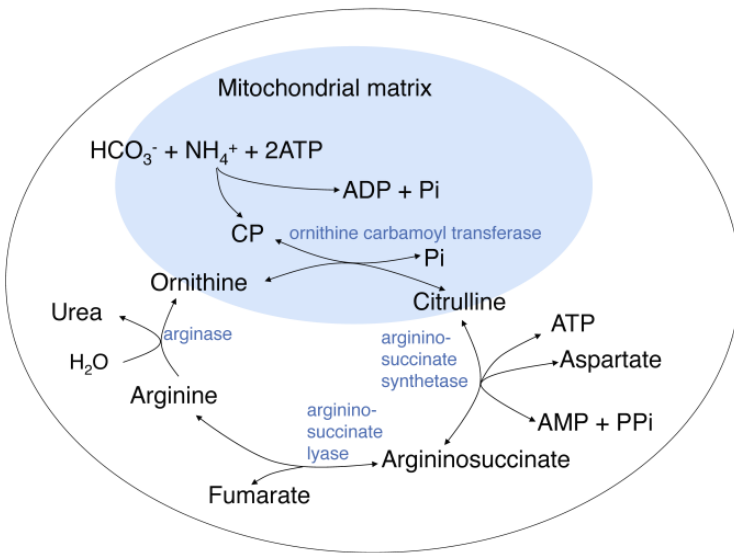 Mitochondrial matrix
HCO₃⁻ + NH₄⁺ + 2ATP
ADP + Pi
CP
ornithine carbamoyl transferase
Pi
Ornithine
Citrulline
Urea
arginase
H₂O
Arginine
arginino-
succinate
synthetase
ATP
Aspartate
AMP + PPi
arginino-
succinate
lyase
Argininosuccinate
Fumarate